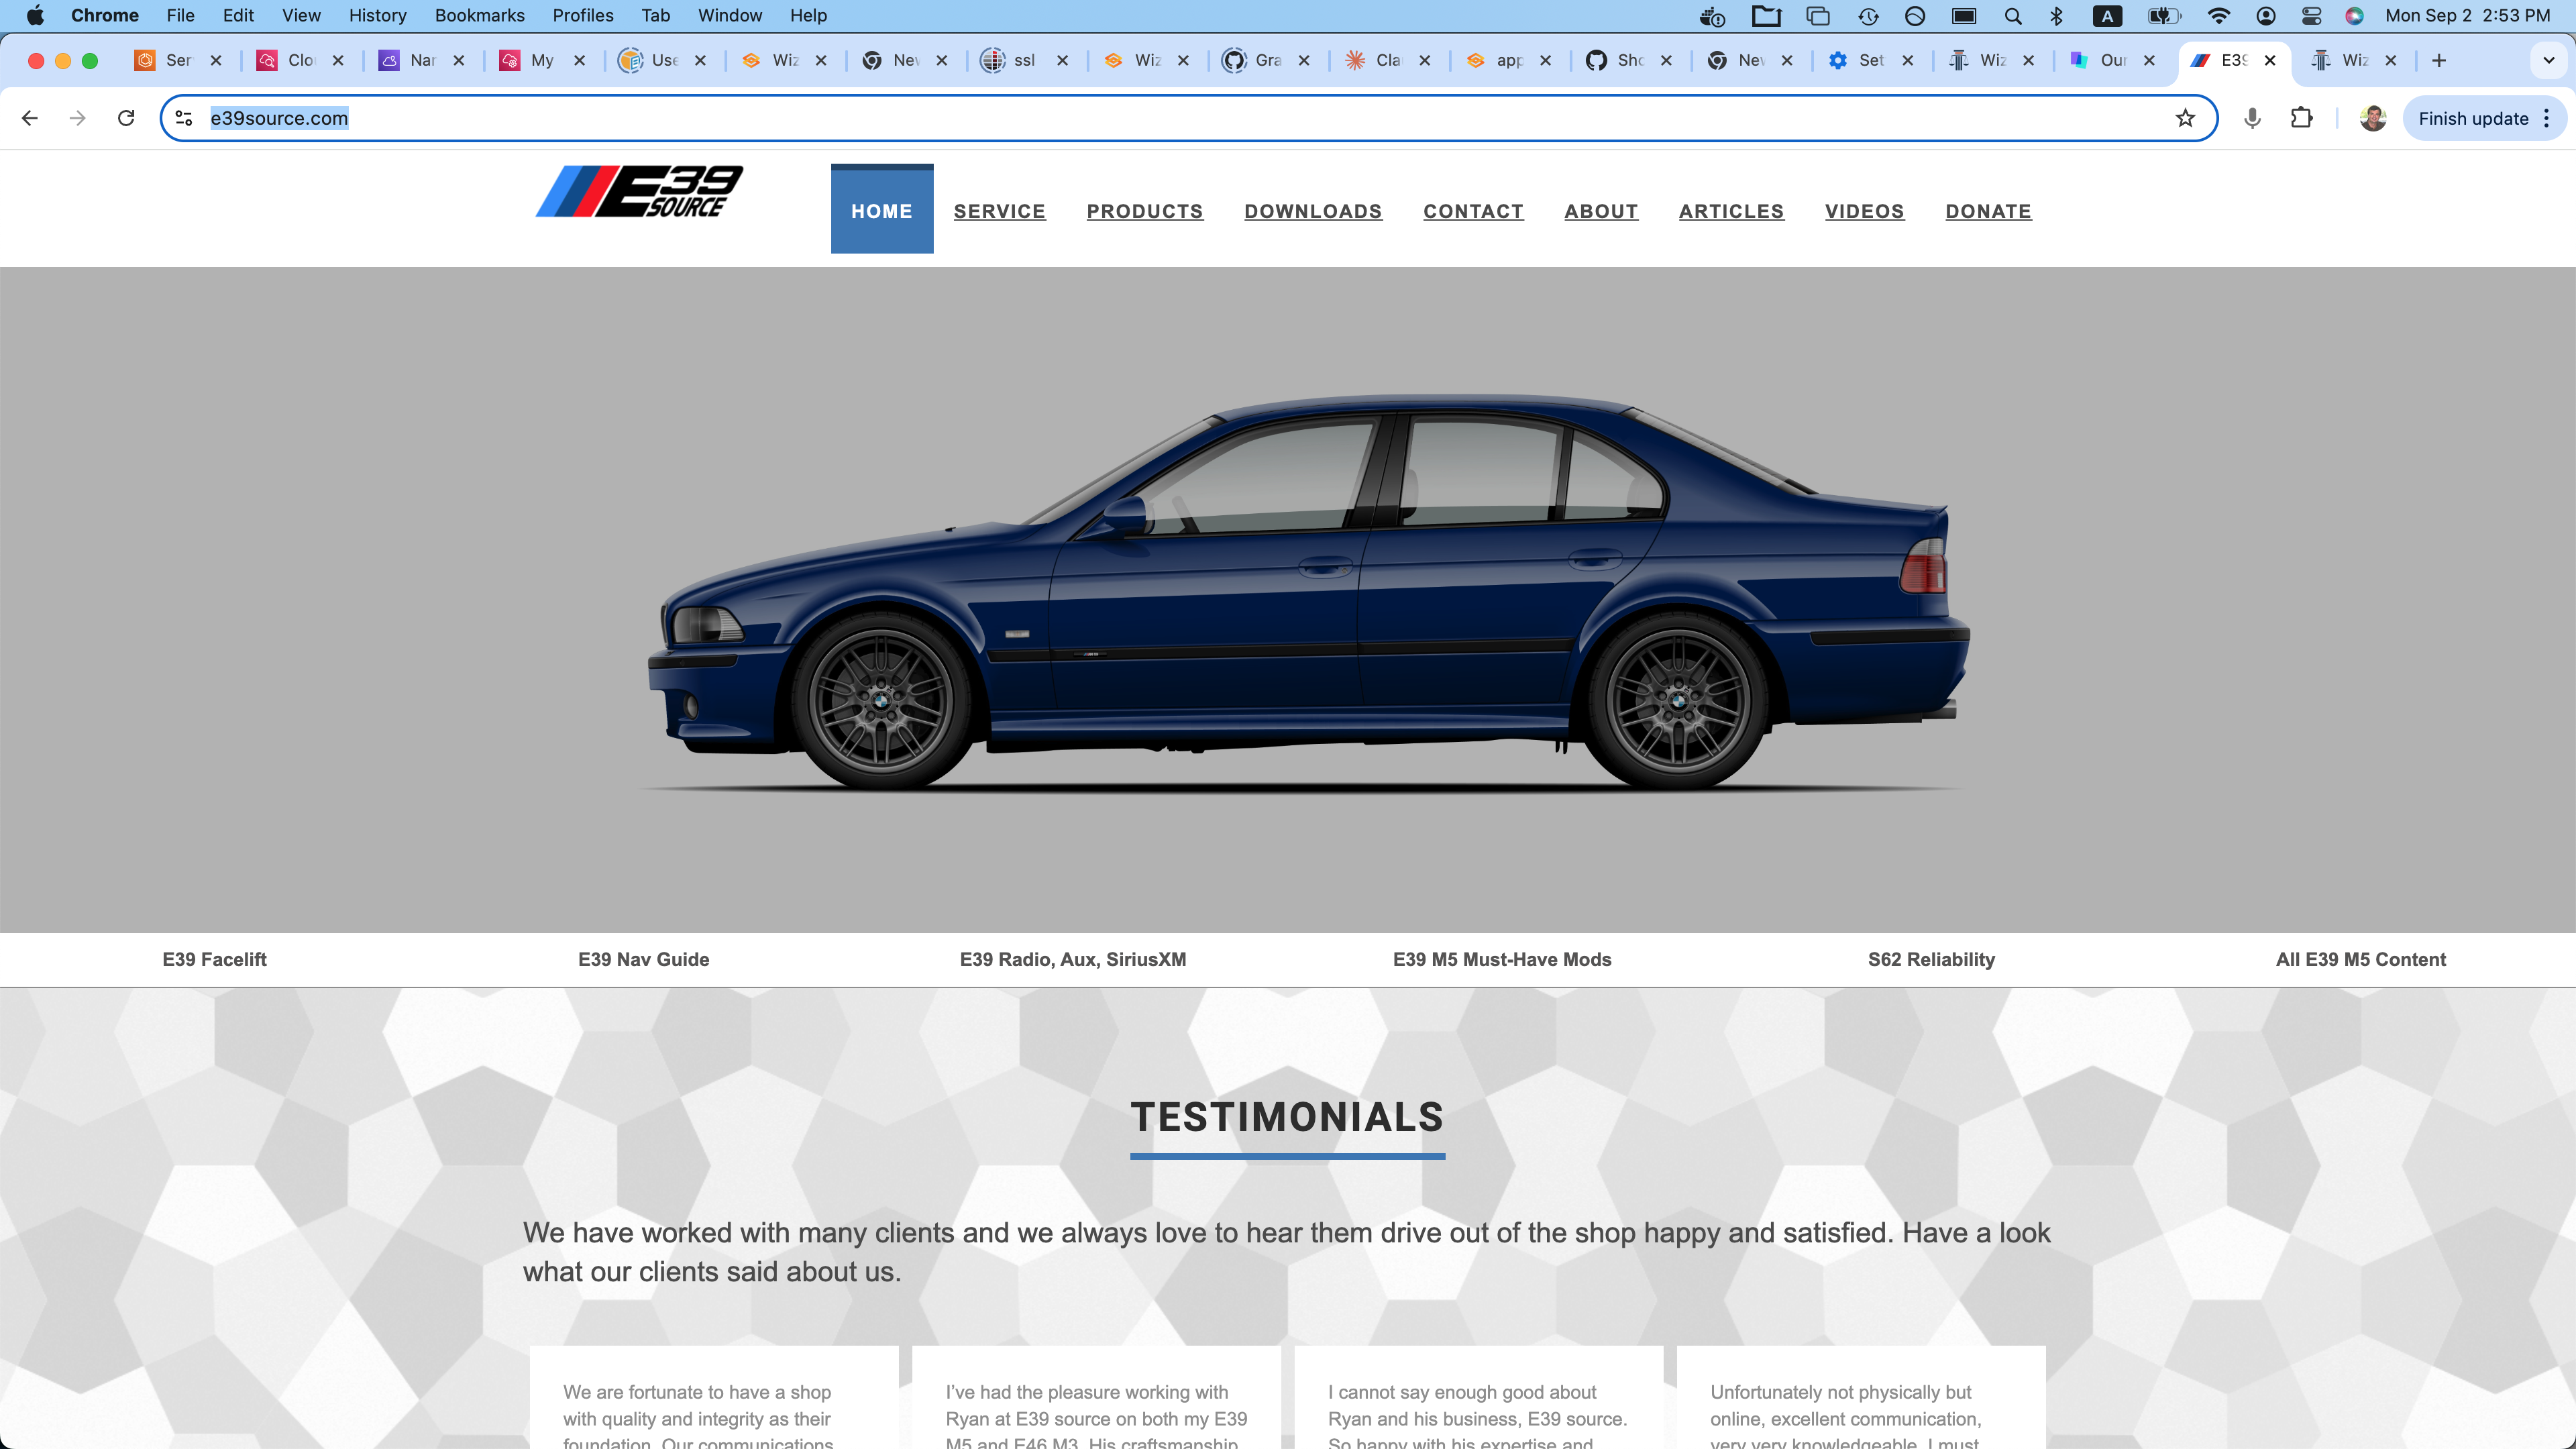 Chrome File Edit View History Bookmarks Profiles Tab Window Help A Mon Sep 2 2:53 PM
Ser Clo Nar My Use Wiz Nev ssl Wiz Gra Cla app Sho Nev Set Wiz Our E39 Wiz
e39source.com Finish update
E39 SOURCE
HOME SERVICE PRODUCTS DOWNLOADS CONTACT ABOUT ARTICLES VIDEOS DONATE
E39 Facelift E39 Nav Guide E39 Radio, Aux, SiriusXM E39 M5 Must-Have Mods S62 Reliability All E39 M5 Content
TESTIMONIALS
We have worked with many clients and we always love to hear them drive out of the shop happy and satisfied. Have a look
what our clients said about us.
We are fortunate to have a shop
with quality and integrity as their
foundation. Our communications
I've had the pleasure working with
Ryan at E39 source on both my E39
M5 and E46 M3. His craftsmanship
I cannot say enough good about
Ryan and his business, E39 source.
So happy with his expertise and
Unfortunately not physically but
online, excellent communication,
very very knowledgeable. I must